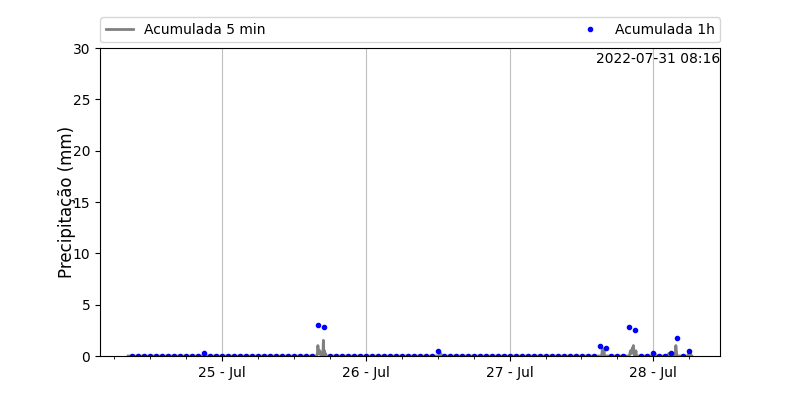 Acumulada 5 min
Acumulada 1h
2022-07-31 08:16
Precipitação (mm)
30
25
20
15
10
5
0
25 - Jul
26 - Jul
27 - Jul
28 - Jul